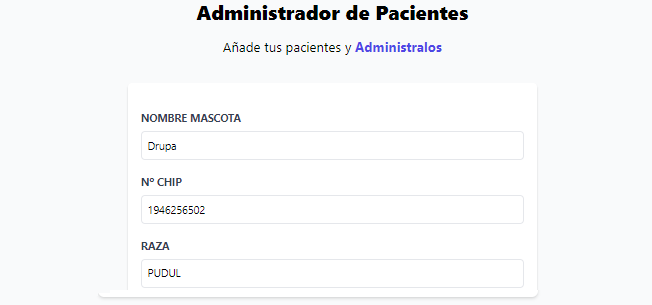 Administrador de Pacientes
Añade tus pacientes y Administralos
NOMBRE MASCOTA
Drupa
Nº CHIP
1946256502
RAZA
PUDUL